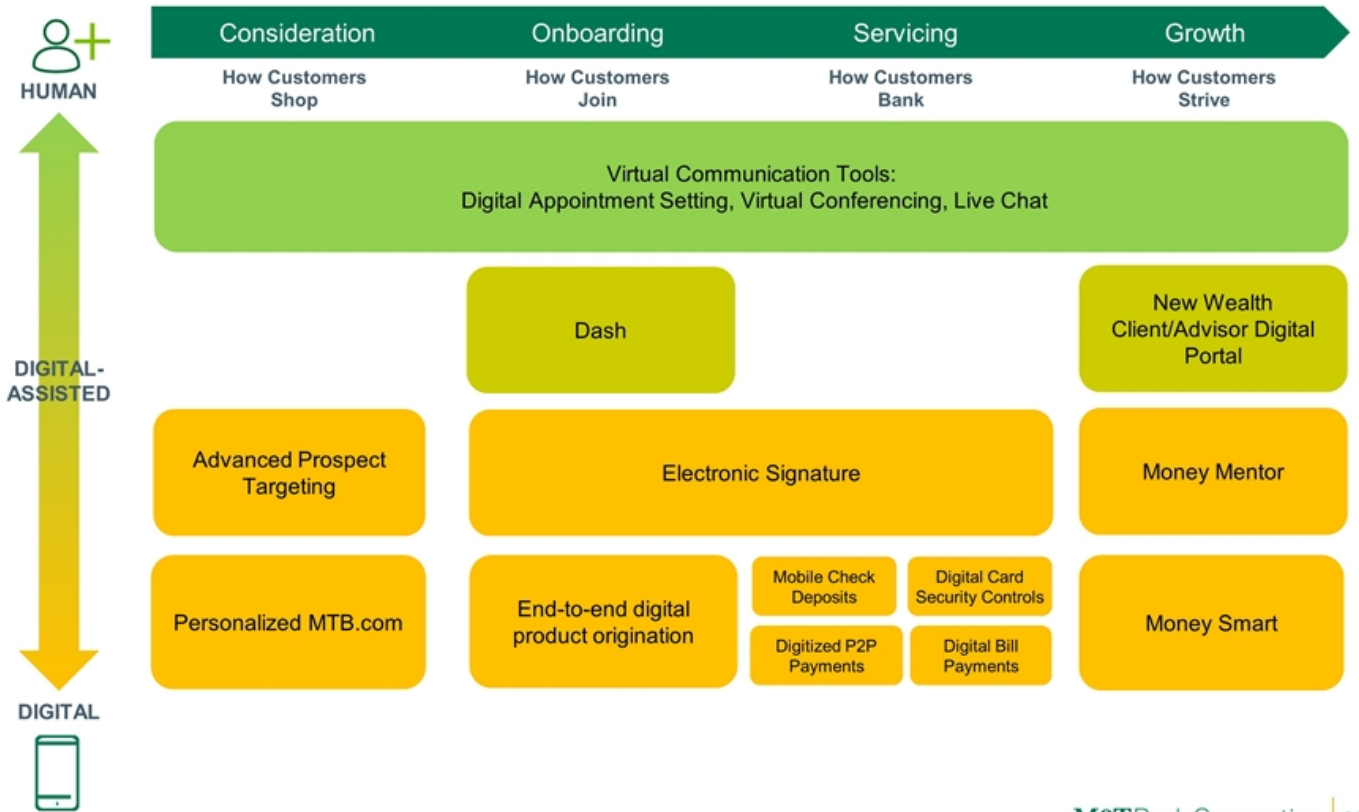 Consideration
Onboarding
Servicing
Growth
HUMAN
How Customers
Shop
How Customers
Join
How Customers
Bank
How Customers
Strive
Virtual Communication Tools:
Digital Appointment Setting, Virtual Conferencing, Live Chat
DIGITAL-
ASSISTED
Dash
New Wealth
Client/Advisor Digital
Portal
Advanced Prospect
Targeting
Electronic Signature
Money Mentor
Personalized MTB.com
End-to-end digital
product origination
Mobile Check
Deposits
Digital Card
Security Controls
Digitized P2P
Payments
Digital Bill
Payments
Money Smart
DIGITAL